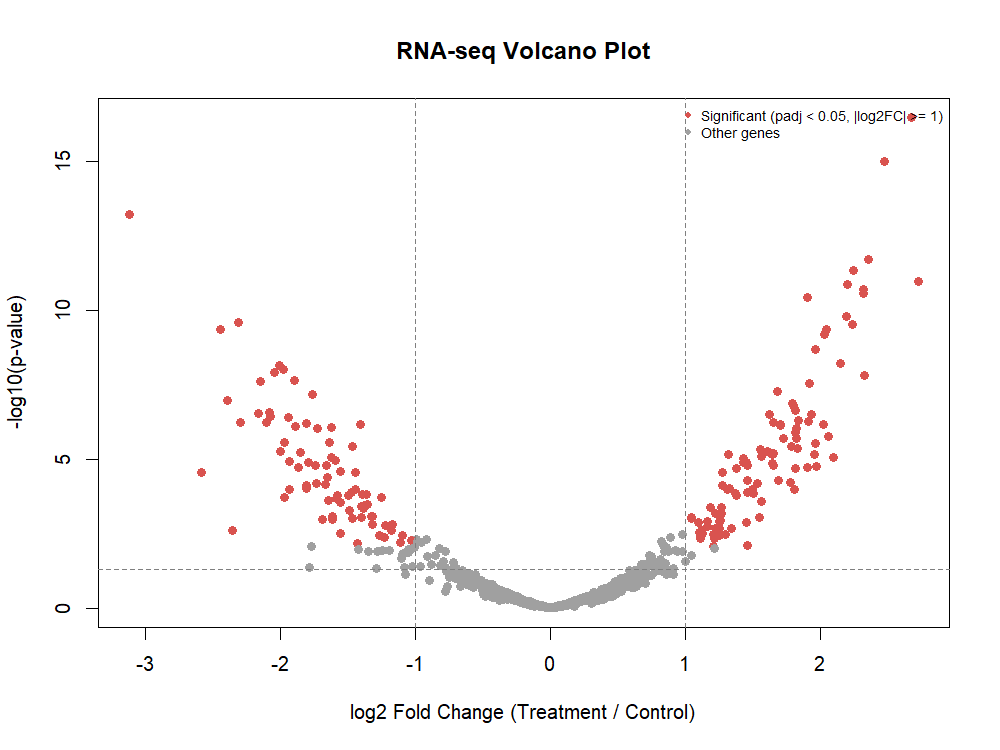 RNA-seq Volcano Plot
Significant (padj < 0.05, |log2FC| >= 1)
Other genes
15
10
5
0
-log10(p-value)
-3 -2 -1 0 1 2
log2 Fold Change (Treatment / Control)